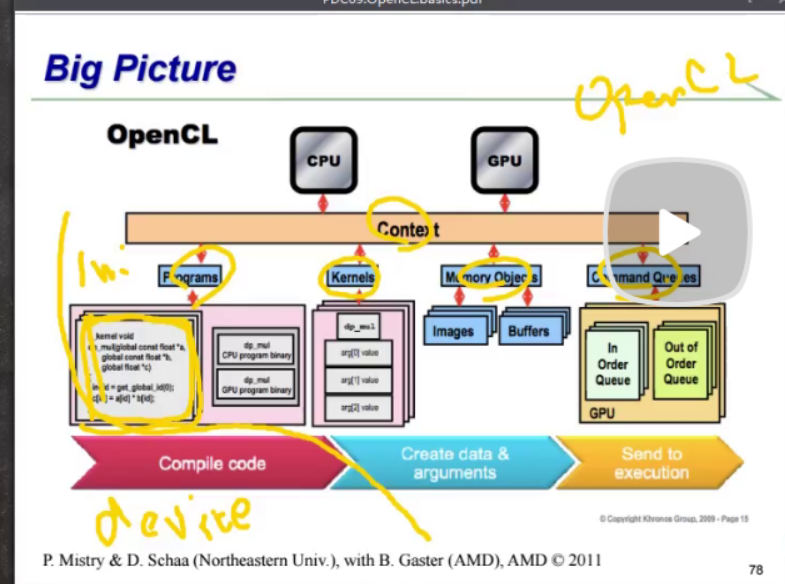 PDC09.OpenCL.basics.pdf
Big Picture
OpenCL
OpenCL
CPU
GPU
Context
Programs
Kernels
Memory Objects
Command Queues
__kernel void
dp_mul(global const float *a,
global const float *b,
global float *c)
int id = get_global_id(0);
c[id] = a[id] * b[id];
dp_mul
CPU program binary
dp_mul
GPU program binary
dp_mul
arg[0] value
arg[1] value
arg[2] value
Images
Buffers
In
Order
Queue
Out of
Order
Queue
GPU
Compile code
Create data &
arguments
Send to
execution
device
© Copyright Khronos Group, 2009 - Page 15
P. Mistry & D. Schaa (Northeastern Univ.), with B. Gaster (AMD), AMD © 2011
78